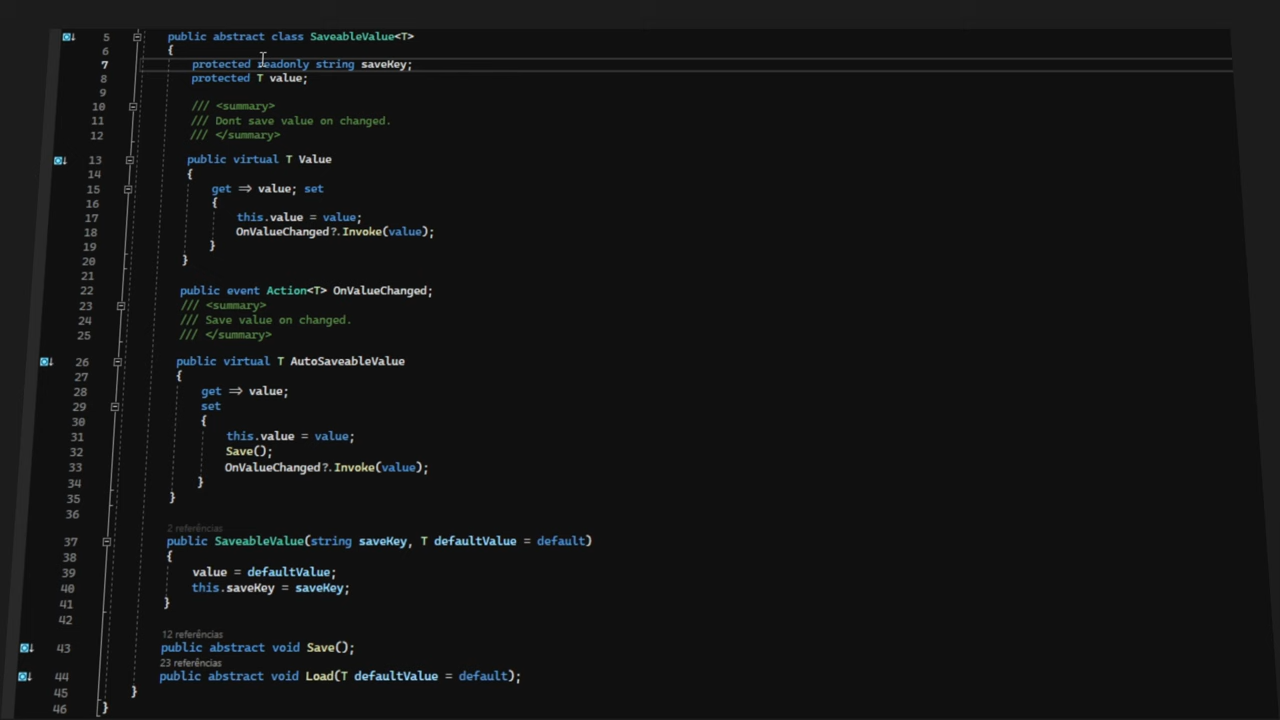 5 public abstract class SaveableValue<T>
6 {
7 protected readonly string saveKey;
8 protected T value;
9
10 /// <summary>
11 /// Dont save value on changed.
12 /// </summary>
13 public virtual T Value
14 {
15 get => value; set
16 {
17 this.value = value;
18 OnValueChanged?.Invoke(value);
19 }
20 }
21
22 public event Action<T> OnValueChanged;
23 /// <summary>
24 /// Save value on changed.
25 /// </summary>
26 public virtual T AutoSaveableValue
27 {
28 get => value;
29 set
30 {
31 this.value = value;
32 Save();
33 OnValueChanged?.Invoke(value);
34 }
35 }
36
2 referências
37 public SaveableValue(string saveKey, T defaultValue = default)
38 {
39 value = defaultValue;
40 this.saveKey = saveKey;
41 }
42
12 referências
43 public abstract void Save();
23 referências
44 public abstract void Load(T defaultValue = default);
45 }
46 }